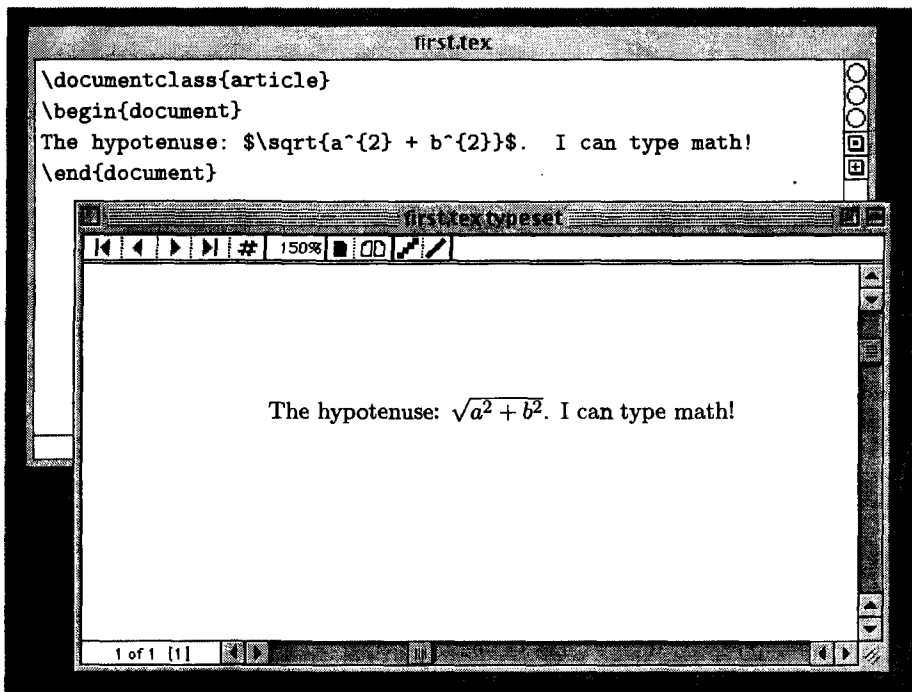 first.tex
\documentclass{article}
\begin{document}
The hypotenuse: $\sqrt{a^{2} + b^{2}}$.  I can type math!
\end{document}
first.tex typeset
# 150%
The hypotenuse: √a² + b². I can type math!
1 of 1 [1]